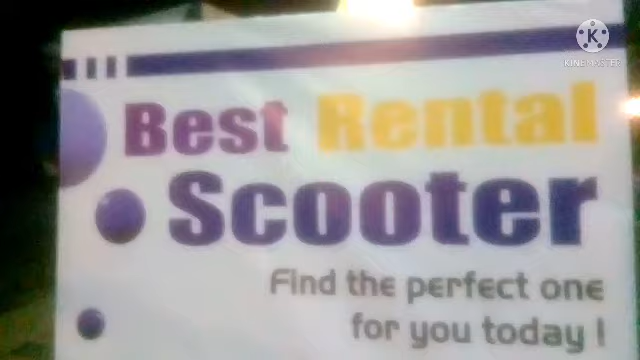 K
KINEMASTER
Best Rental
Scooter
Find the perfect one
for you today !